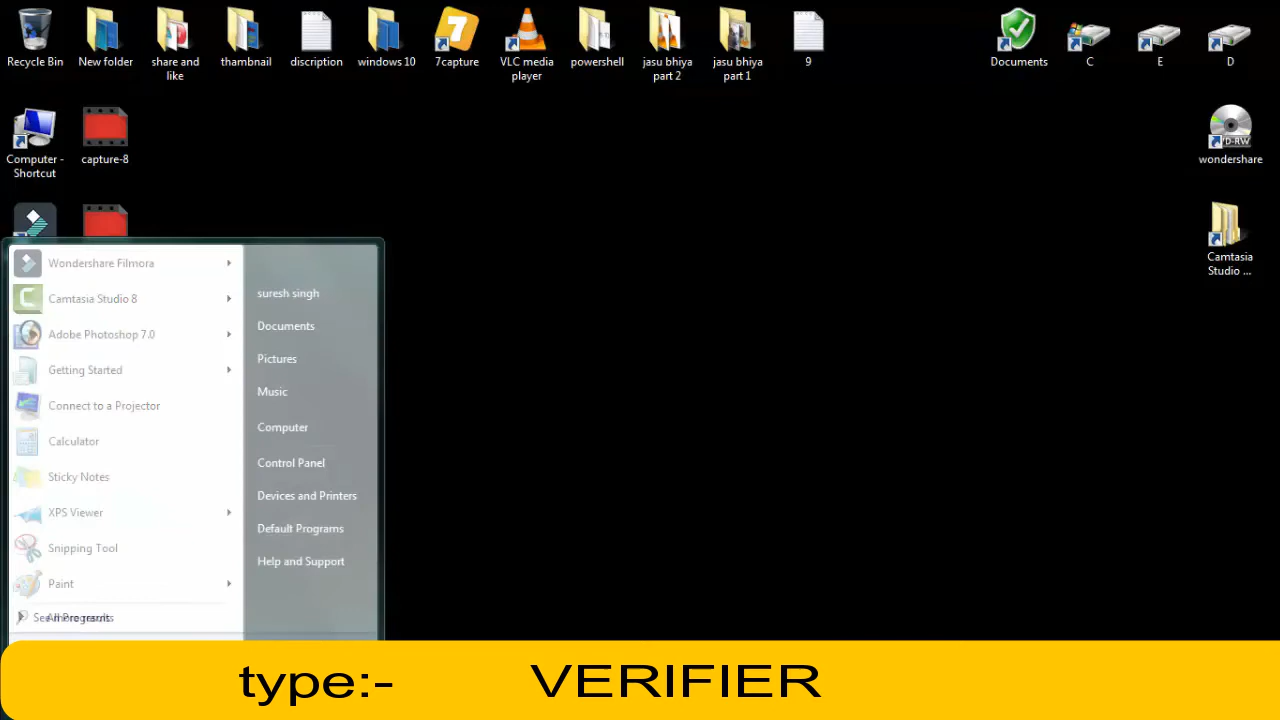 Recycle Bin
New folder
share and
like
thumbnail
discription
windows 10
7
7capture
VLC media
player
powershell
jasu bhiya
part 2
jasu bhiya
part 1
9
Documents
C
E
D
Computer -
Shortcut
capture-8
D-RW
wondershare
Camtasia
Studio ...
Wondershare Filmora
C
Camtasia Studio 8
Adobe Photoshop 7.0
Getting Started
Connect to a Projector
Calculator
Sticky Notes
XPS Viewer
Snipping Tool
Paint
suresh singh
Documents
Pictures
Music
Computer
Control Panel
Devices and Printers
Default Programs
Help and Support
type:- VERIFIER